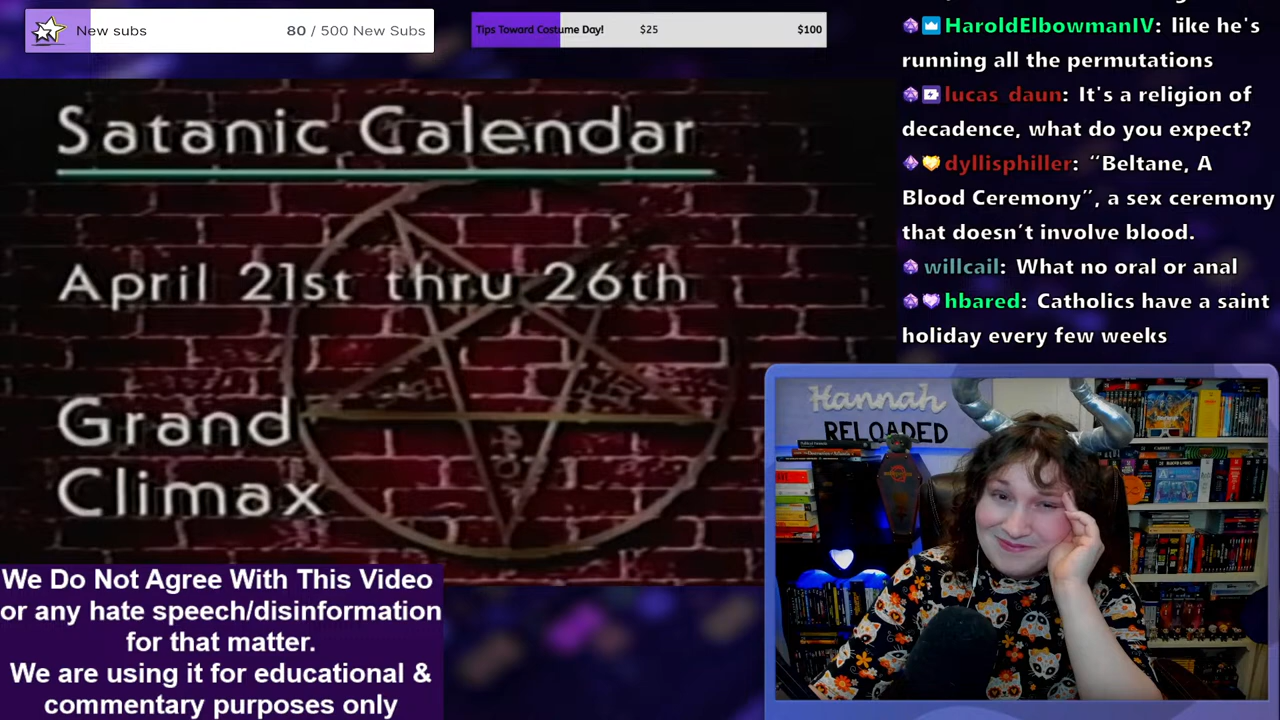 New subs
80 / 500 New Subs
Tips Toward Costume Day!
$25
$100
HaroldElbowmanIV: like he's
running all the permutations
lucas_daun: It's a religion of
decadence, what do you expect?
dyllisphiller: “Beltane, A
Blood Ceremony”, a sex ceremony
that doesn’t involve blood.
willcail: What no oral or anal
hbared: Catholics have a saint
holiday every few weeks
Satanic Calendar
April 21st thru 26th
Grand
Climax
We Do Not Agree With This Video
or any hate speech/disinformation
for that matter.
We are using it for educational &
commentary purposes only
Hannah
RELOADED